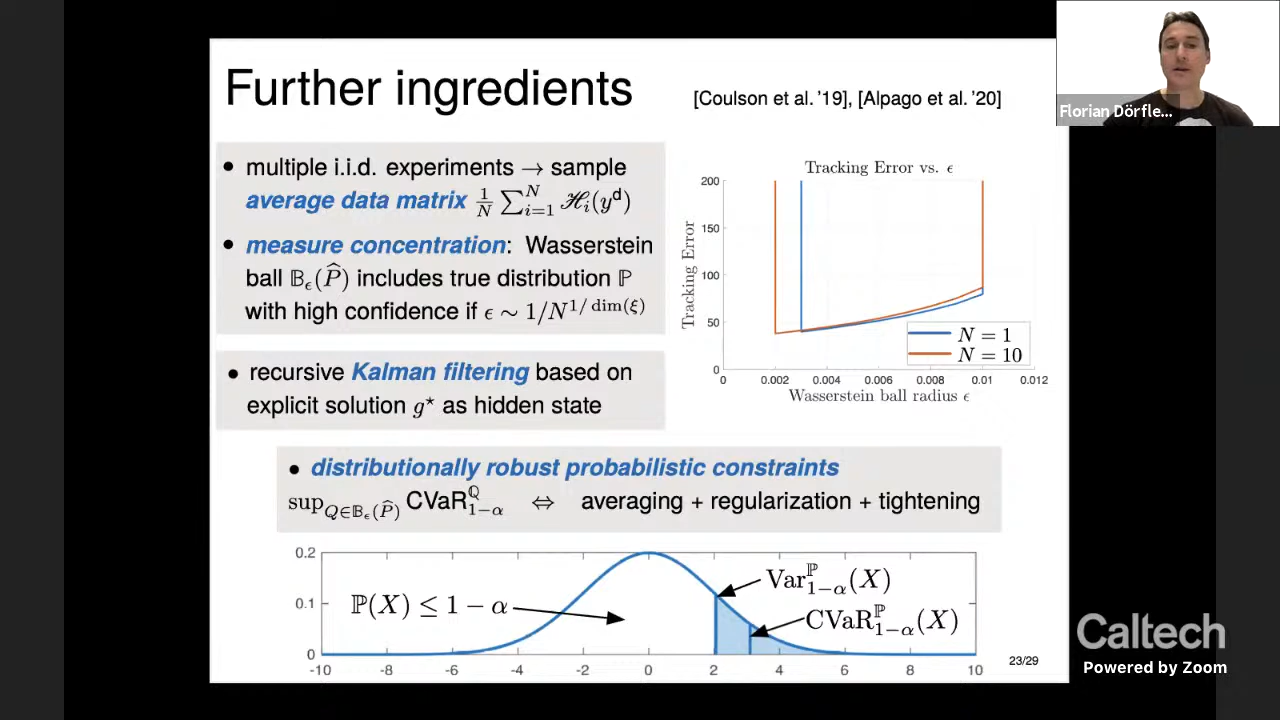 Further ingredients
[Coulson et al. '19], [Alpago et al. '20]
Florian Dörfle...
• multiple i.i.d. experiments → sample
average data matrix 1/N ∑_{i=1}^{N} ℋ_i(y^d)
• measure concentration: Wasserstein
ball 𝔹_ϵ(P̂) includes true distribution ℙ
with high confidence if ϵ ∼ 1/N^{1/dim(ξ)}
• recursive Kalman filtering based on
explicit solution g⋆ as hidden state
Tracking Error vs. ϵ
Tracking Error
200
150
100
50
0
0 0.002 0.004 0.006 0.008 0.01 0.012
Wasserstein ball radius ϵ
N = 1
N = 10
• distributionally robust probabilistic constraints
sup_{Q∈𝔹_ϵ(P̂)} CVaR^ℚ_{1−α} ⇔ averaging + regularization + tightening
0.2
0.1
0
-10 -8 -6 -4 -2 0 2 4 6 8 10
ℙ(X) ≤ 1 − α
Var^ℙ_{1−α}(X)
CVaR^ℙ_{1−α}(X)
23/29
Caltech
Powered by Zoom